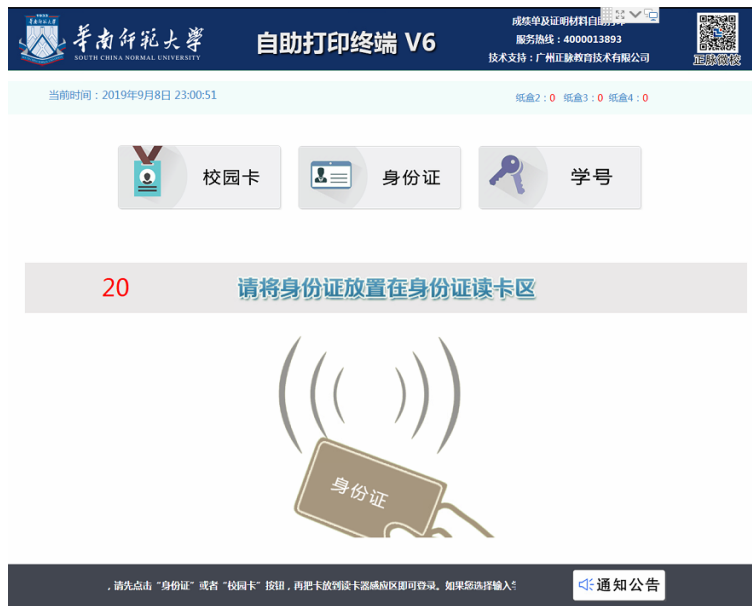 华南师范大学
SOUTH CHINA NORMAL UNIVERSITY
自助打印终端 V6
成绩单及证明材料自助打印
服务热线：4000013893
技术支持：广州正脉教育技术有限公司
正脉微校
当前时间：2019年9月8日 23:00:51
纸盒2：0 纸盒3：0 纸盒4：0
校园卡
身份证
学号
20
请将身份证放置在身份证读卡区
身份证
，请先点击“身份证”或者“校园卡”按钮，再把卡放到读卡器感应区即可登录。如果您选择输入
通知公告